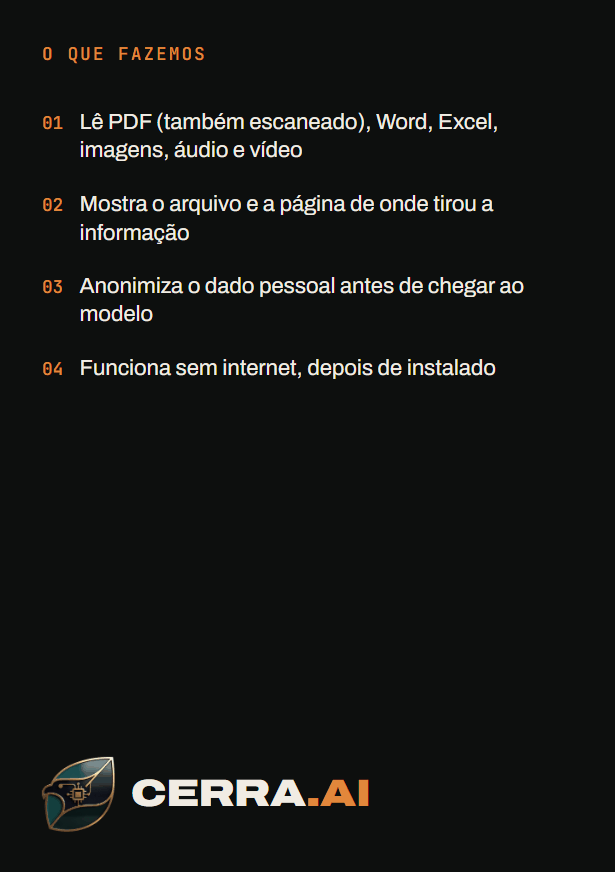 O QUE FAZEMOS
01 Lê PDF (também escaneado), Word, Excel,
imagens, áudio e vídeo
02 Mostra o arquivo e a página de onde tirou a
informação
03 Anonimiza o dado pessoal antes de chegar ao
modelo
04 Funciona sem internet, depois de instalado
CERRA.AI